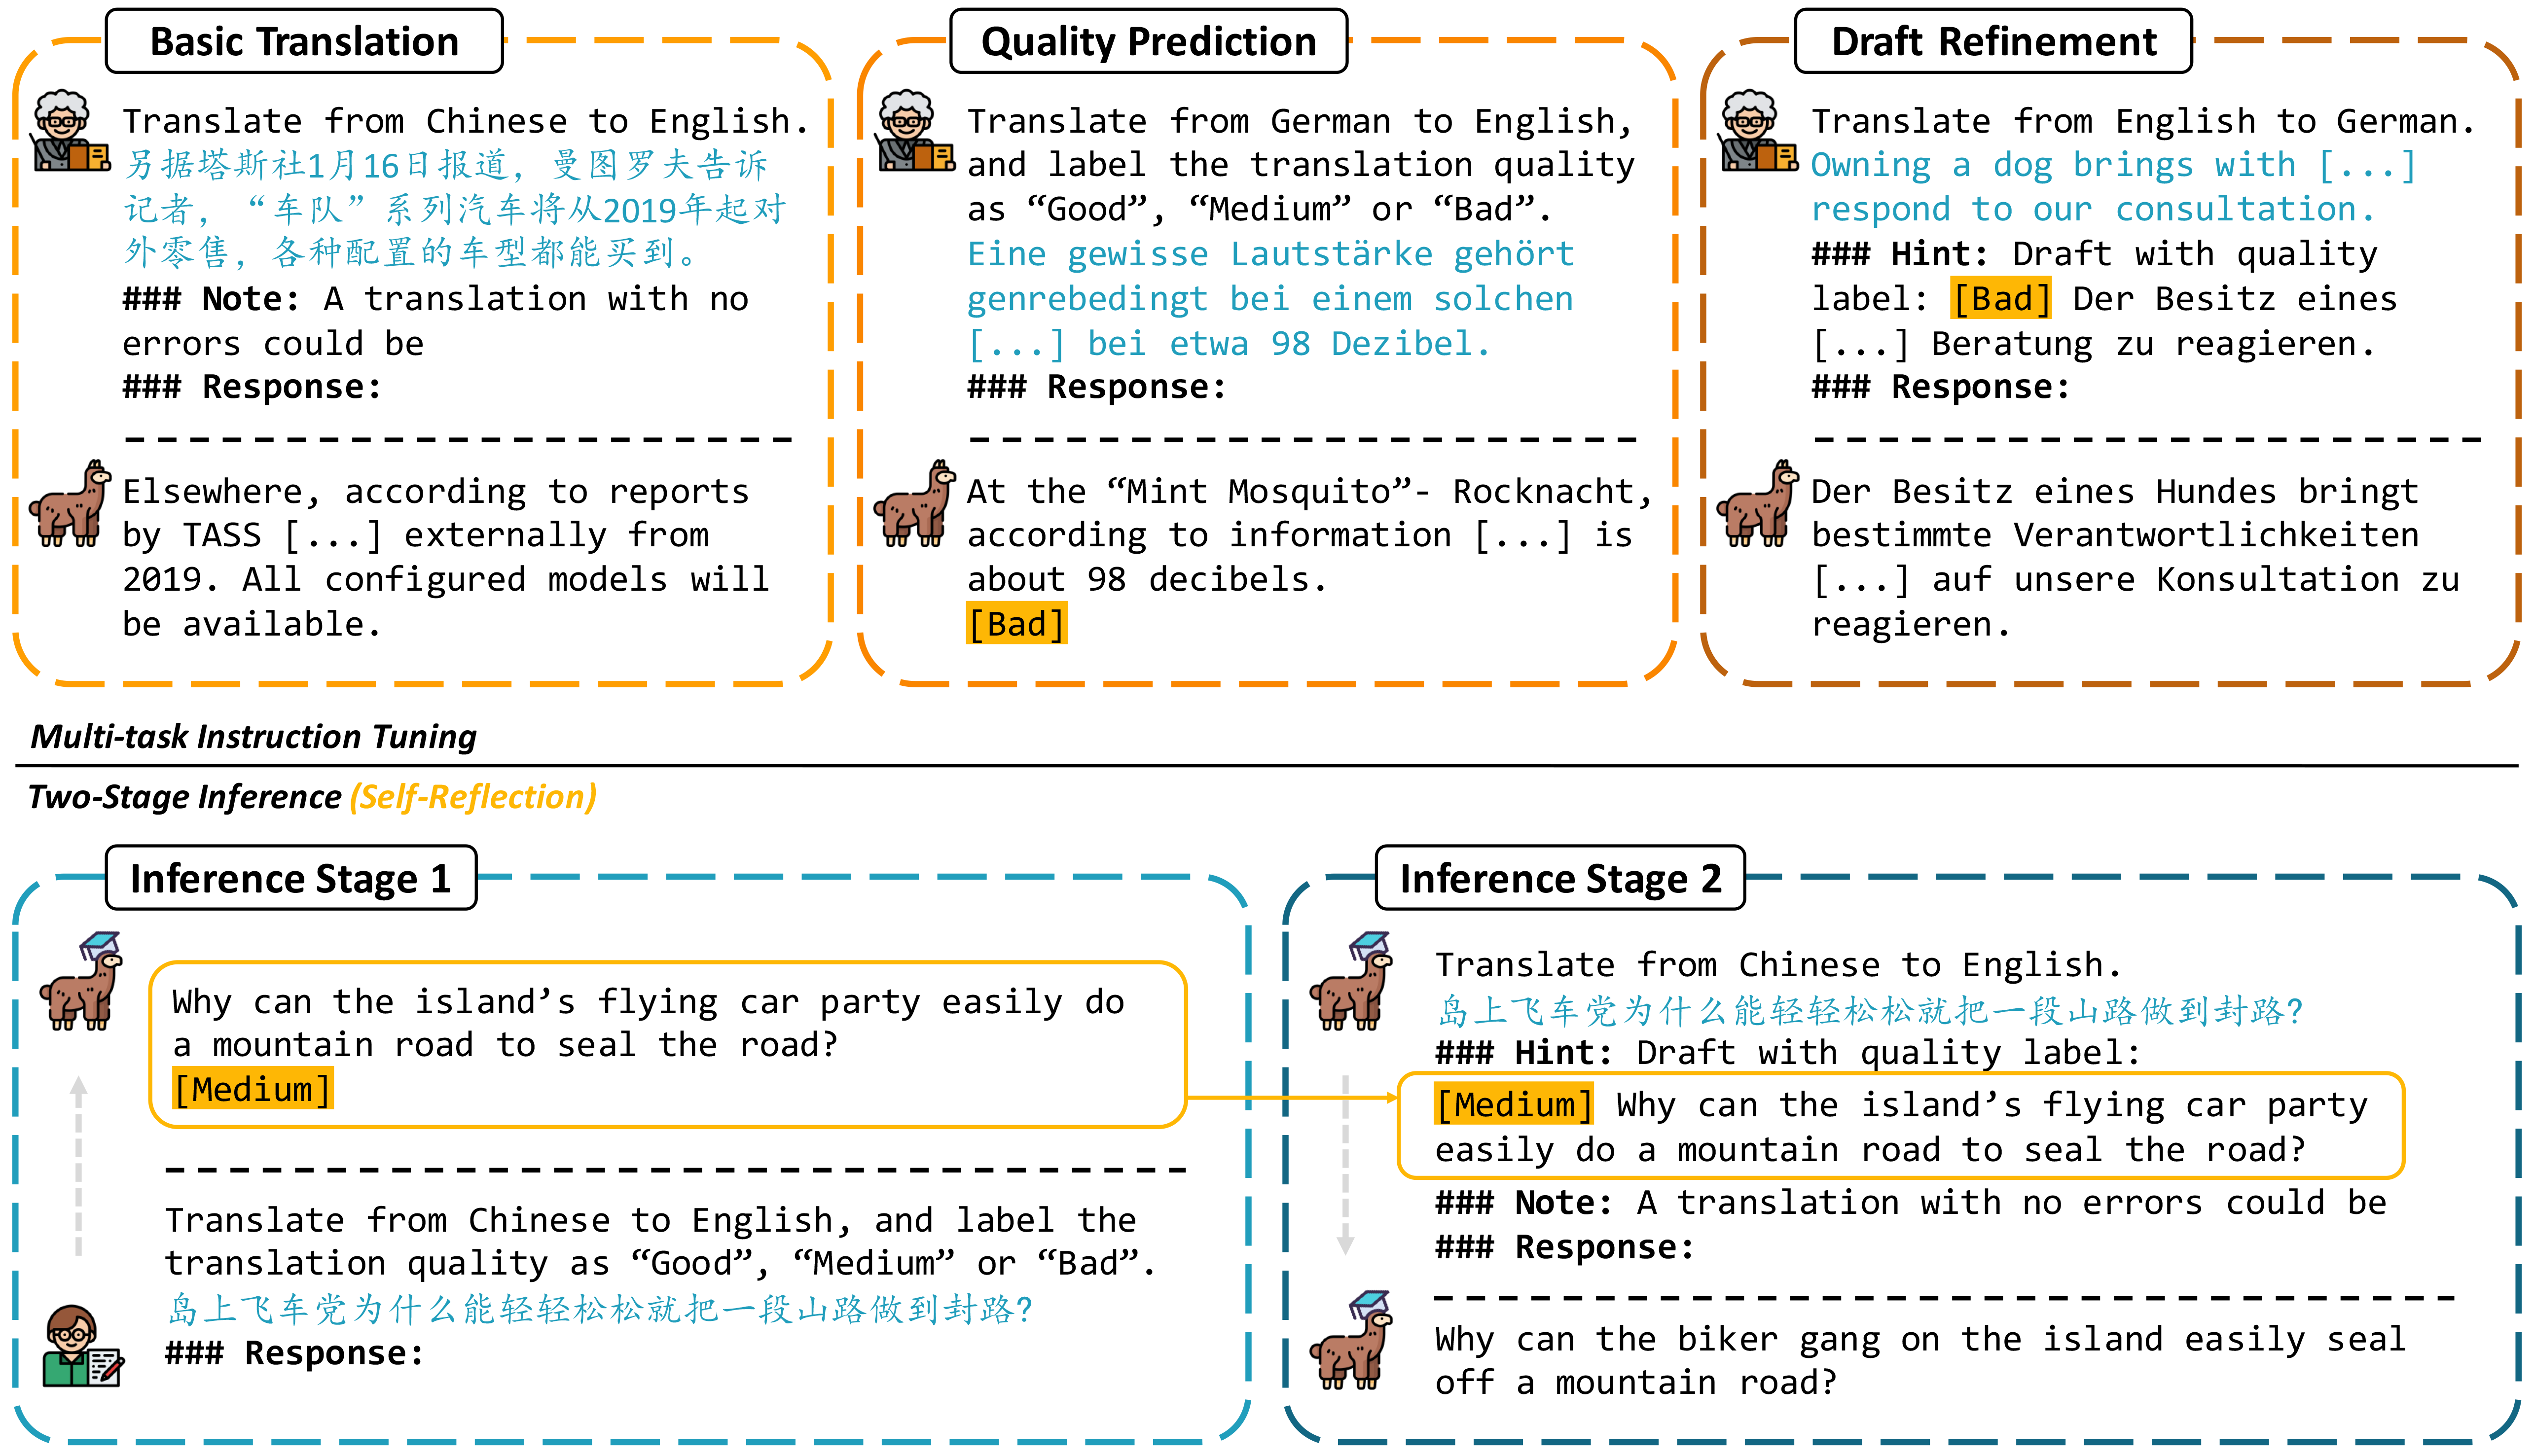 Basic Translation
Translate from Chinese to English.
另据塔斯社1月16日报道，曼图罗夫告诉
记者，“车队”系列汽车将从2019年起对
外零售，各种配置的车型都能买到。
### Note: A translation with no
errors could be
### Response:
Elsewhere, according to reports
by TASS [...] externally from
2019. All configured models will
be available.
Quality Prediction
Translate from German to English,
and label the translation quality
as “Good”, “Medium” or “Bad”.
Eine gewisse Lautstärke gehört
genrebedingt bei einem solchen
[...] bei etwa 98 Dezibel.
### Response:
At the “Mint Mosquito”- Rocknacht,
according to information [...] is
about 98 decibels.
[Bad]
Draft Refinement
Translate from English to German.
Owning a dog brings with [...]
respond to our consultation.
### Hint: Draft with quality
label: [Bad] Der Besitz eines
[...] Beratung zu reagieren.
### Response:
Der Besitz eines Hundes bringt
bestimmte Verantwortlichkeiten
[...] auf unsere Konsultation zu
reagieren.
Multi-task Instruction Tuning
Two-Stage Inference (Self-Reflection)
Inference Stage 1
Why can the island’s flying car party easily do
a mountain road to seal the road?
[Medium]
Translate from Chinese to English, and label the
translation quality as “Good”, “Medium” or “Bad”.
岛上飞车党为什么能轻轻松松就把一段山路做到封路?
### Response:
Inference Stage 2
Translate from Chinese to English.
岛上飞车党为什么能轻轻松松就把一段山路做到封路?
### Hint: Draft with quality label:
[Medium] Why can the island’s flying car party
easily do a mountain road to seal the road?
### Note: A translation with no errors could be
### Response:
Why can the biker gang on the island easily seal
off a mountain road?